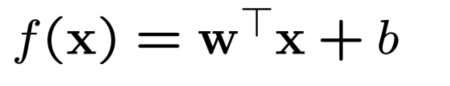 f(𝐱) = 𝐰⊤𝐱 + b